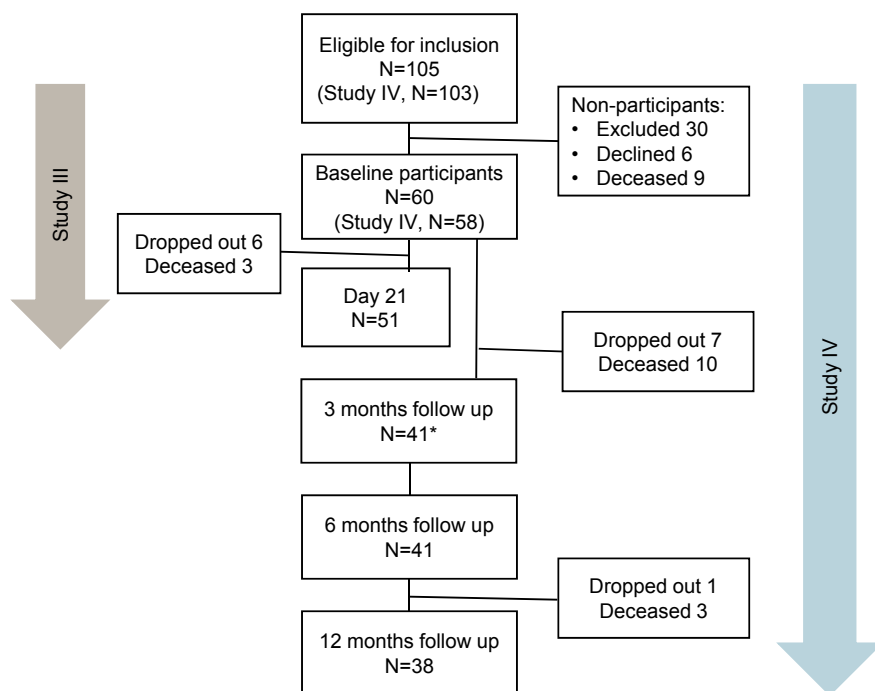 Eligible for inclusion
N=105
(Study IV, N=103)
Non-participants:
• Excluded 30
• Declined 6
• Deceased 9
Study III
Baseline participants
N=60
(Study IV, N=58)
Dropped out 6
Deceased 3
Day 21
N=51
Dropped out 7
Deceased 10
Study IV
3 months follow up
N=41*
6 months follow up
N=41
Dropped out 1
Deceased 3
12 months follow up
N=38